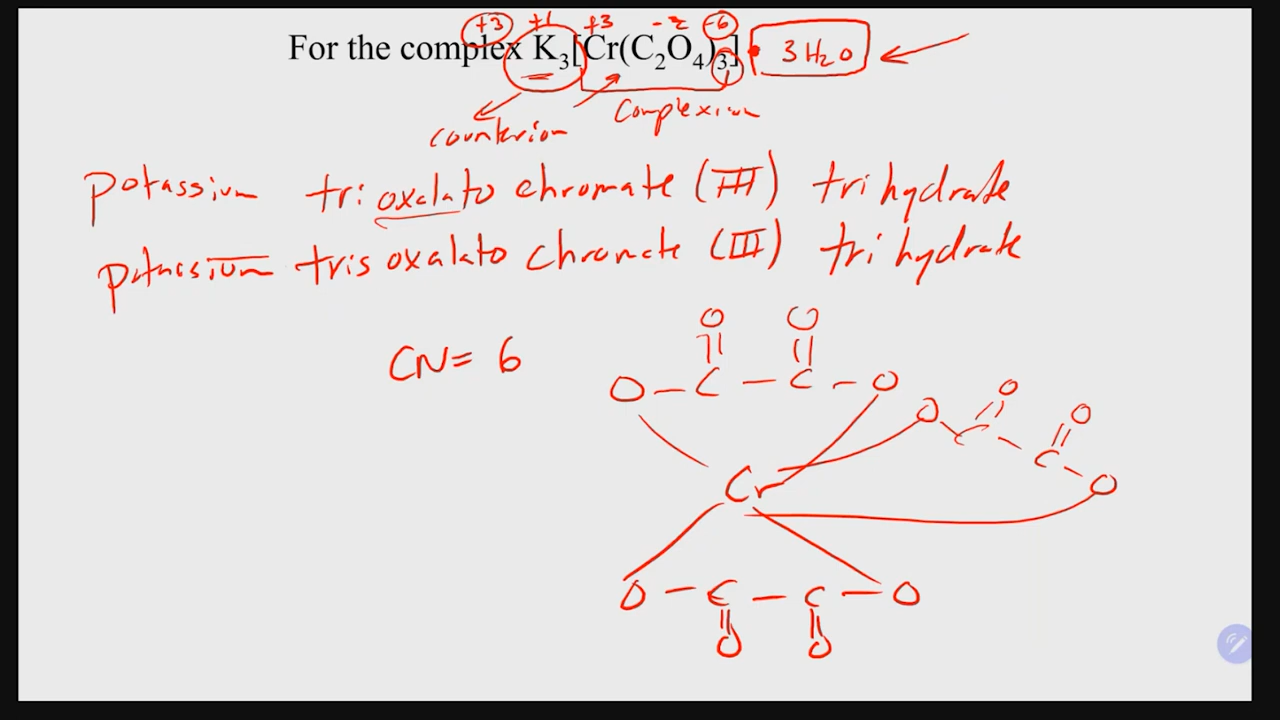 +3 +1 +3 -2 -6
For the complex K₃[Cr(C₂O₄)₃] • 3H₂O
counterion complexium
potassium tri oxalato chromate (III) trihydrate
potassium tris oxalato chromate (III) trihydrate
CN = 6
O O
O - C - C - O
O C C O O
Cr
O - C - C - O
O O